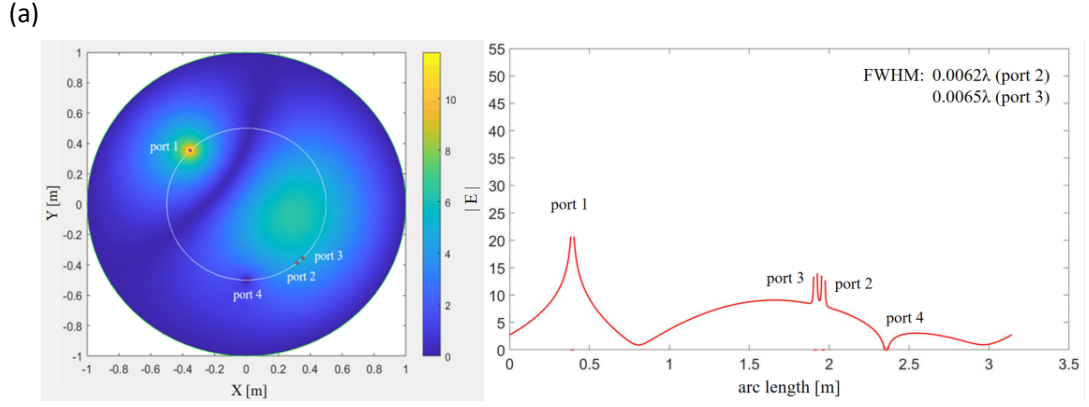 (a)
1
0.8
0.6
0.4
0.2
0
-0.2
-0.4
-0.6
-0.8
-1
Y [m]
-1 -0.8 -0.6 -0.4 -0.2 0 0.2 0.4 0.6 0.8 1
X [m]
port 1
port 3
port 2
port 4
10
8
6
4
2
0
| E |
55
50
45
40
35
30
25
20
15
10
5
0
FWHM: 0.0062λ (port 2)
0.0065λ (port 3)
port 1
port 3
port 2
port 4
0 0.5 1 1.5 2 2.5 3 3.5
arc length [m]